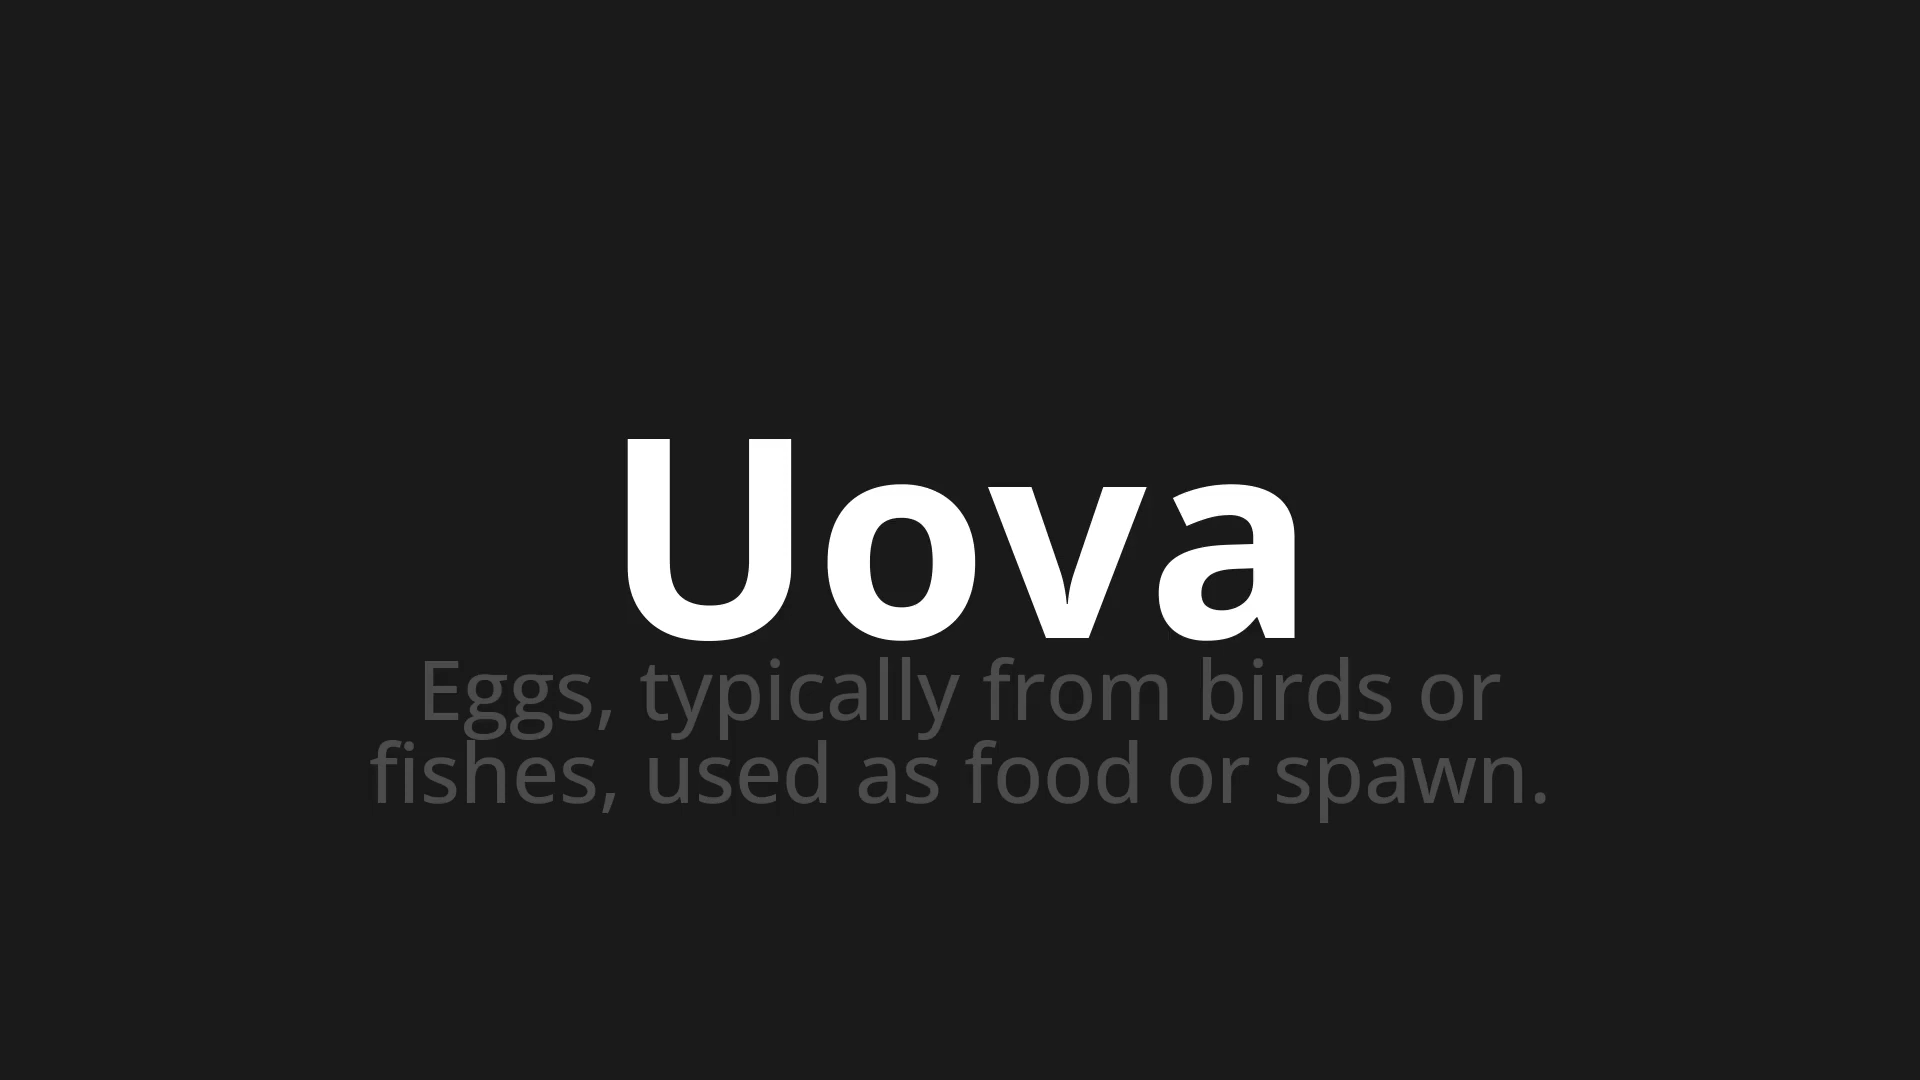 Uova
Eggs, typically from birds or
fishes, used as food or spawn.